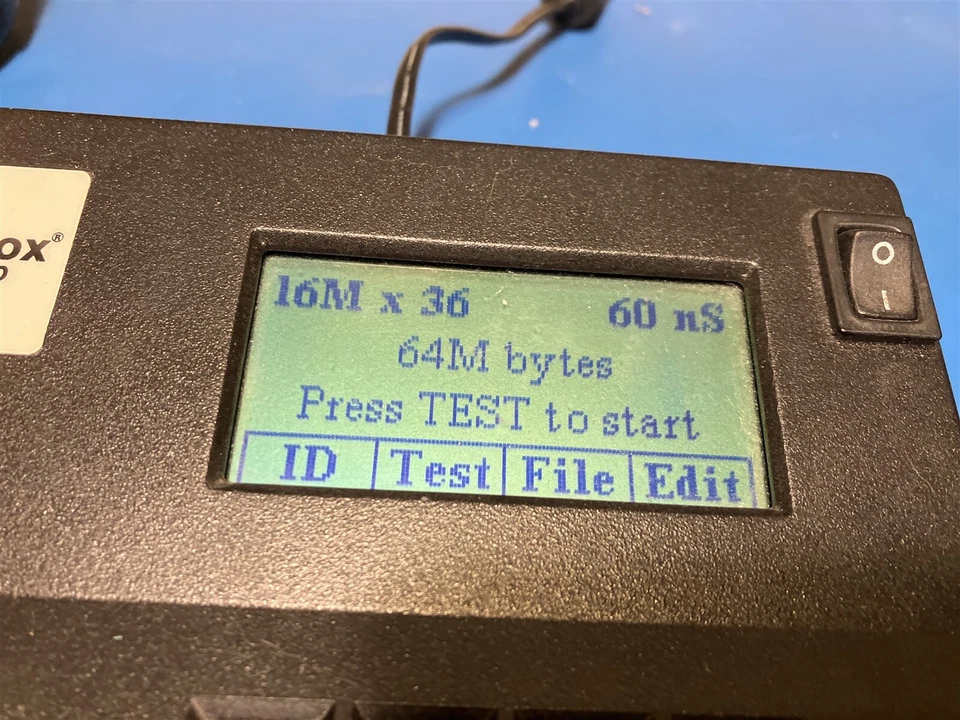 ox®
16M x 36 60 nS
64M bytes
Press TEST to start
ID Test File Edit
O
I